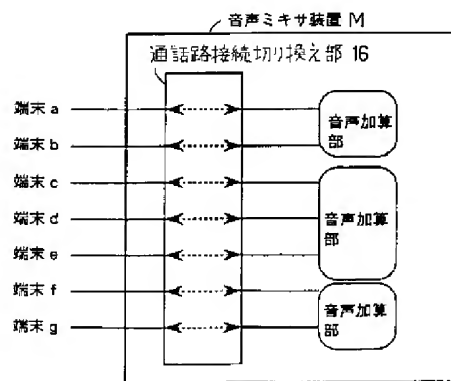 音声ミキサ装置 M
通話路接続切り換え部 16
端末 a
端末 b
端末 c
端末 d
端末 e
端末 f
端末 g
音声加算
部
音声加算
部
音声加算
部